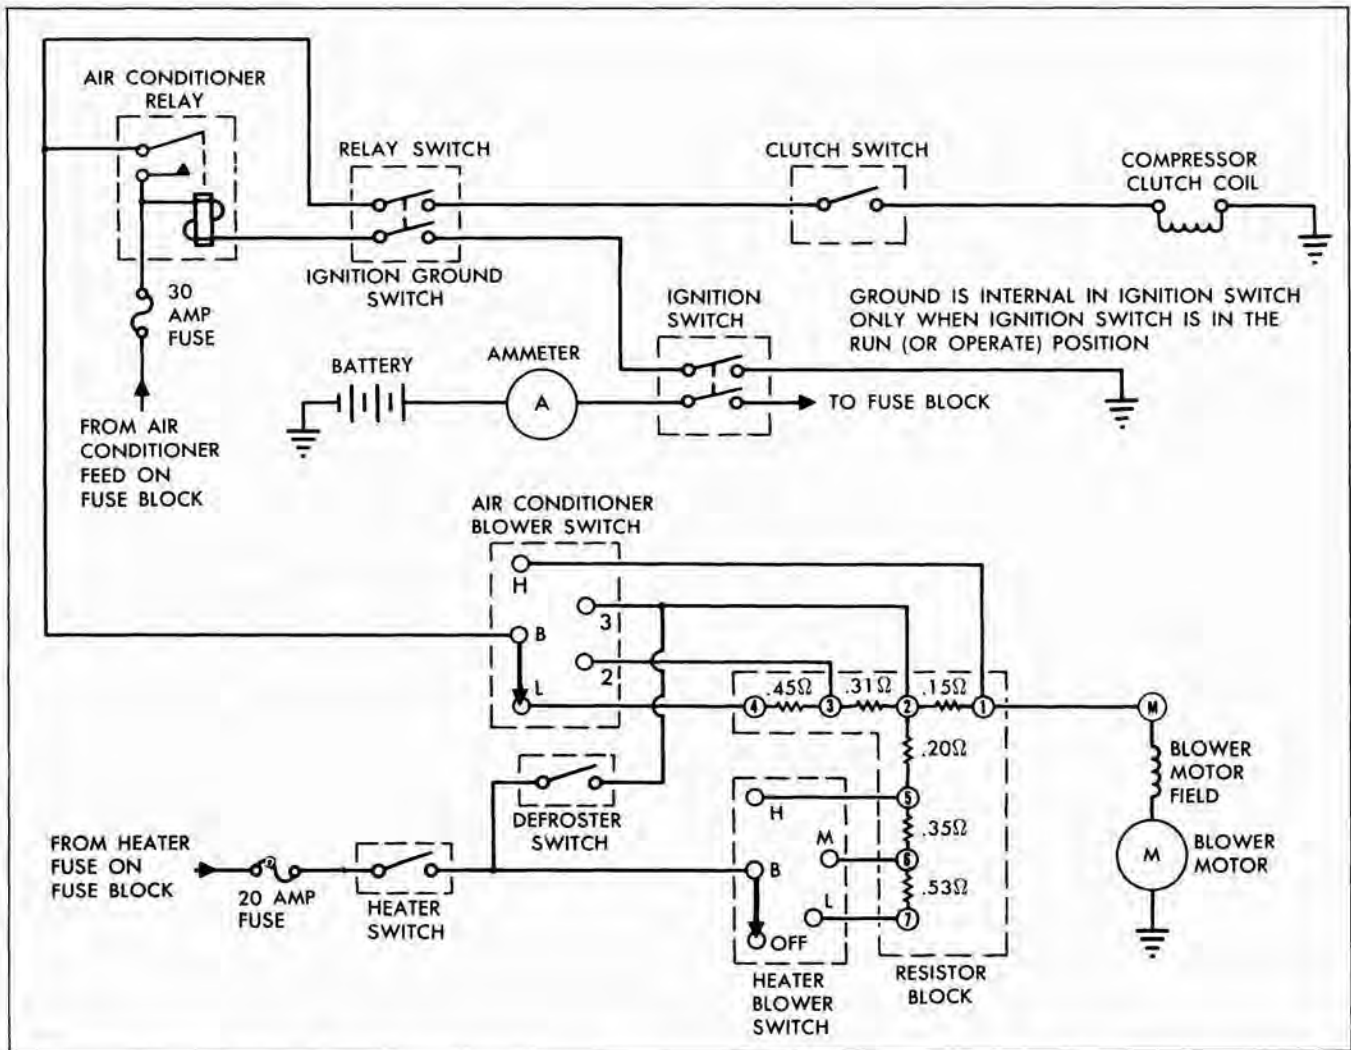 AIR CONDITIONER
RELAY
RELAY SWITCH
CLUTCH SWITCH
COMPRESSOR
CLUTCH COIL
IGNITION GROUND
SWITCH
30
AMP
FUSE
IGNITION
SWITCH
GROUND IS INTERNAL IN IGNITION SWITCH
ONLY WHEN IGNITION SWITCH IS IN THE
RUN (OR OPERATE) POSITION
BATTERY
AMMETER
A
TO FUSE BLOCK
FROM AIR
CONDITIONER
FEED ON
FUSE BLOCK
AIR CONDITIONER
BLOWER SWITCH
H
3
B
2
L
.45Ω
.31Ω
.15Ω
4
3
2
1
M
.20Ω
BLOWER
MOTOR
FIELD
DEFROSTER
SWITCH
H
5
.35Ω
M
6
BLOWER
MOTOR
M
FROM HEATER
FUSE ON
FUSE BLOCK
20 AMP
FUSE
HEATER
SWITCH
B
.53Ω
L
7
OFF
HEATER
BLOWER
SWITCH
RESISTOR
BLOCK